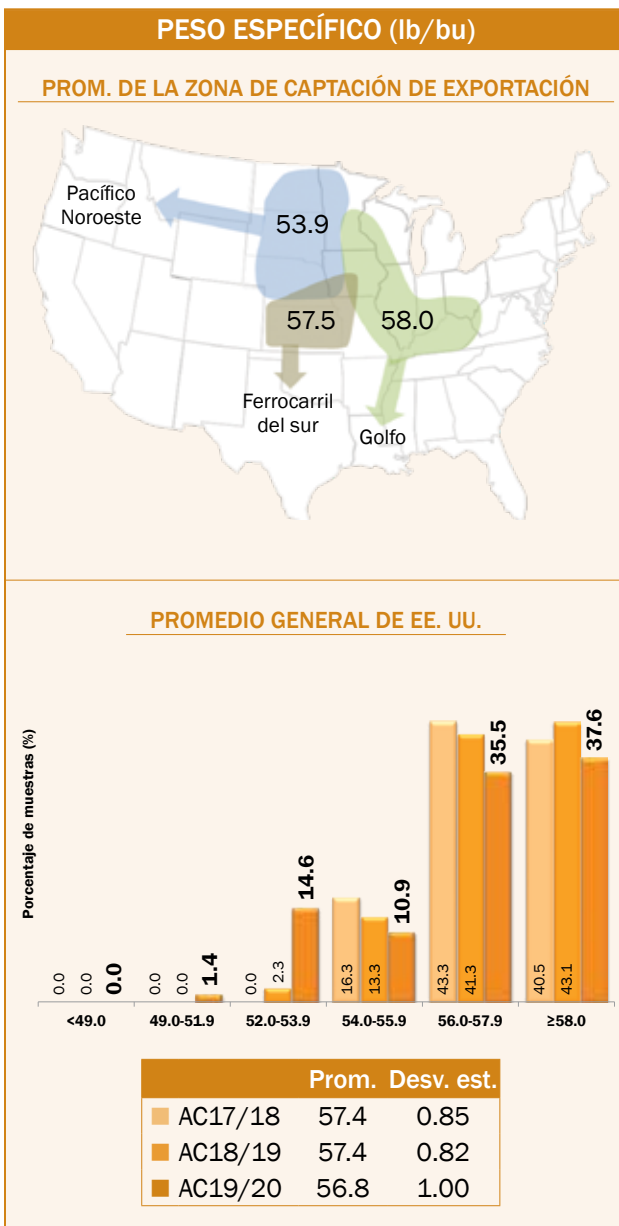 PESO ESPECÍFICO (lb/bu)
PROM. DE LA ZONA DE CAPTACIÓN DE EXPORTACIÓN
Pacífico
Noroeste
53.9
57.5
58.0
Ferrocarril
del sur
Golfo
PROMEDIO GENERAL DE EE. UU.
Porcentaje de muestras (%)
0.0 0.0 0.0
0.0 0.0 1.4
0.0 2.3 14.6
16.3 13.3 10.9
43.3 41.3 35.5
40.5 43.1 37.6
<49.0 49.0-51.9 52.0-53.9 54.0-55.9 56.0-57.9 ≥58.0
Prom. Desv. est.
AC17/18 57.4 0.85
AC18/19 57.4 0.82
AC19/20 56.8 1.00